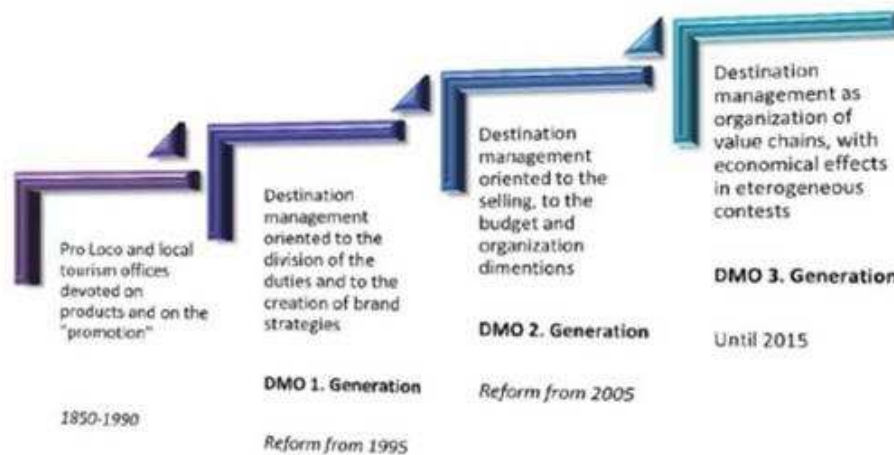 Pro Loco and local
tourism offices
devoted on
products and on the
"promotion"
1850-1990
Destination
management
oriented to the
division of the
duties and to the
creation of brand
strategies
DMO 1. Generation
Reform from 1995
Destination
management
oriented to the
selling, to the
budget and
organization
dimentions
DMO 2. Generation
Reform from 2005
Destination
management as
organization of
value chains, with
economical effects
in eterogeneous
contests
DMO 3. Generation
Until 2015